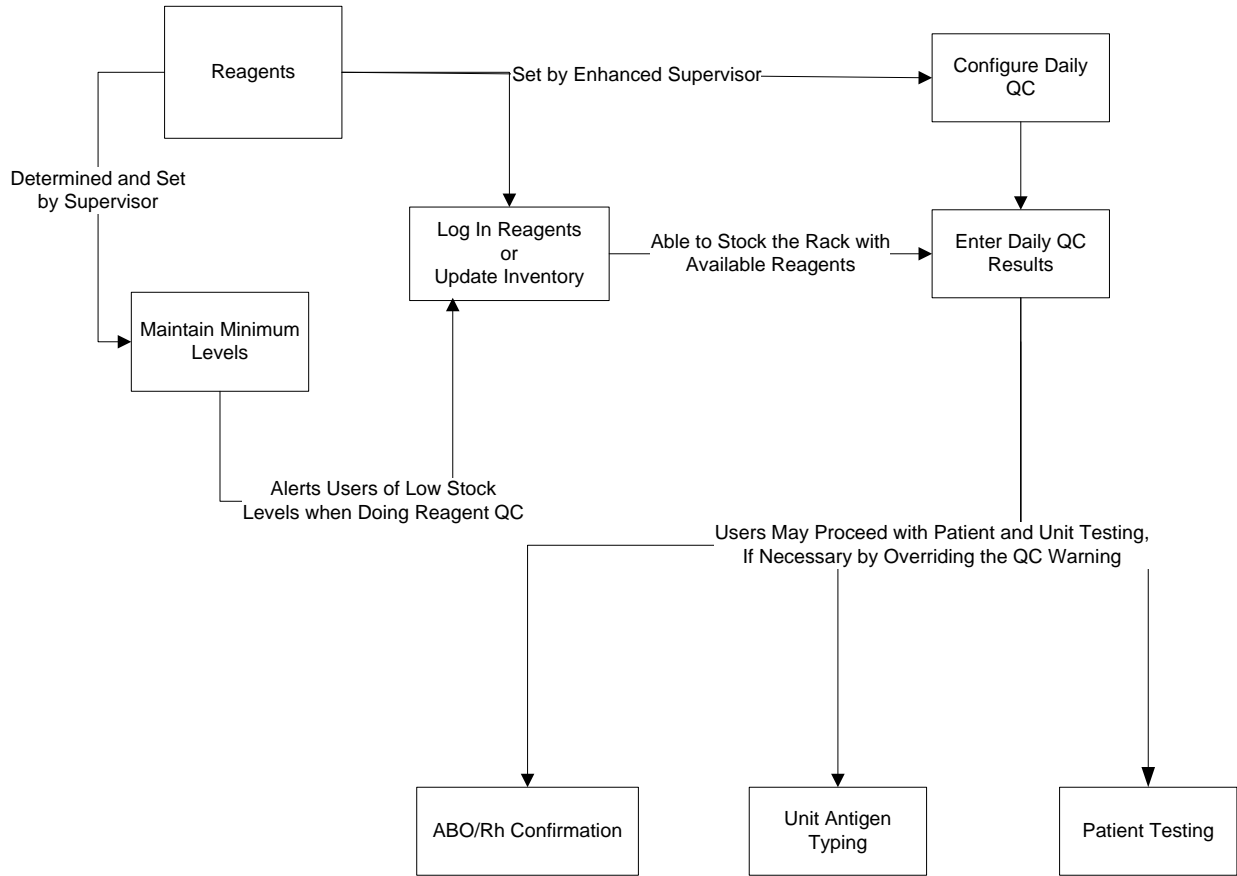 Reagents
Set by Enhanced Supervisor
Configure Daily
QC
Determined and Set
by Supervisor
Log In Reagents
or
Update Inventory
Able to Stock the Rack with
Available Reagents
Enter Daily QC
Results
Maintain Minimum
Levels
Alerts Users of Low Stock
Levels when Doing Reagent QC
Users May Proceed with Patient and Unit Testing,
If Necessary by Overriding the QC Warning
ABO/Rh Confirmation
Unit Antigen
Typing
Patient Testing